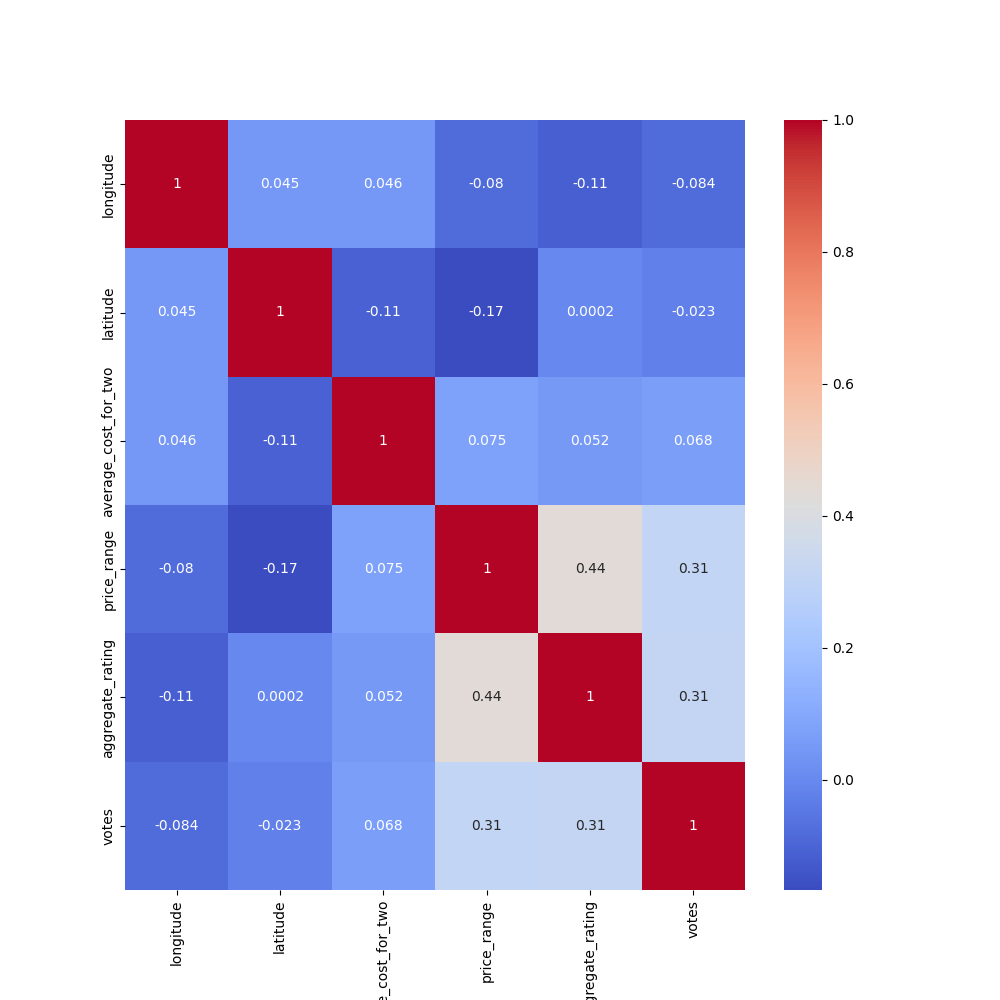 1.0
longitude
1 0.045 0.046 -0.08 -0.11 -0.084
0.8
latitude
0.045 1 -0.11 -0.17 0.0002 -0.023
0.6
average_cost_for_two
0.046 -0.11 1 0.075 0.052 0.068
0.4
price_range
-0.08 -0.17 0.075 1 0.44 0.31
0.2
aggregate_rating
-0.11 0.0002 0.052 0.44 1 0.31
0.0
votes
-0.084 -0.023 0.068 0.31 0.31 1
longitude
latitude
e_cost_for_two
price_range
gregate_rating
votes